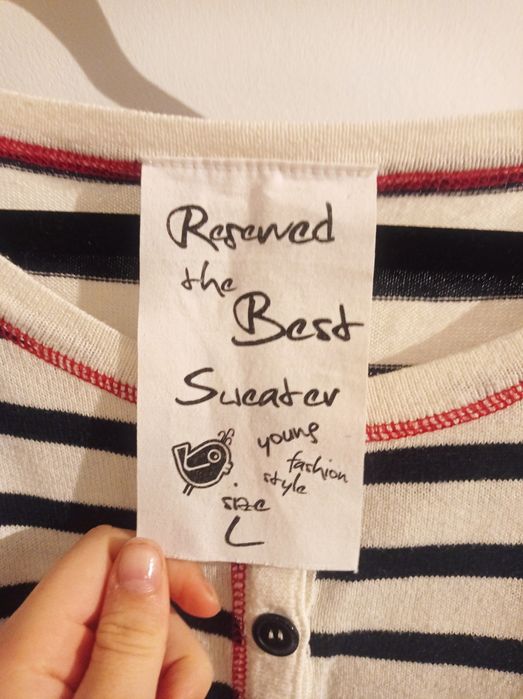 Reserved
the
Best
Sweater
young
fashion
style
size
L